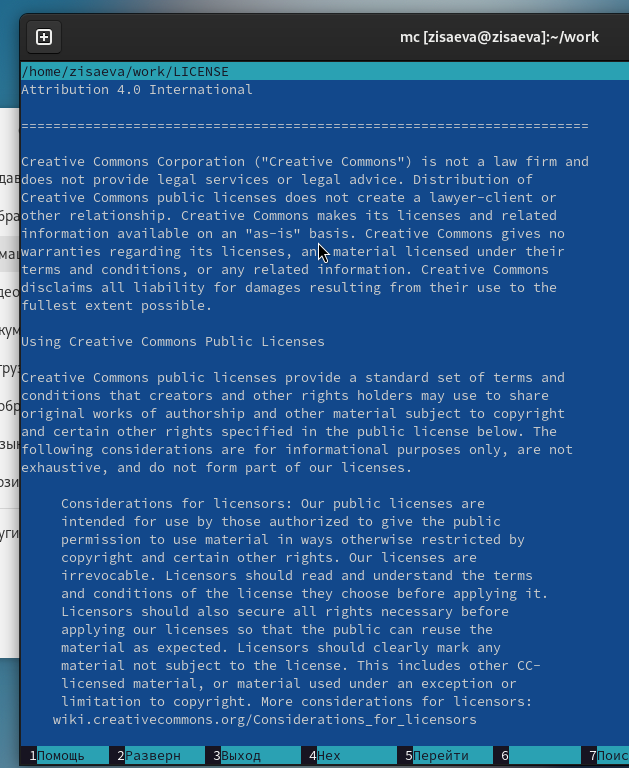 mc [zisaeva@zisaeva]:~/work
/home/zisaeva/work/LICENSE
Attribution 4.0 International
=======================================================================
Creative Commons Corporation ("Creative Commons") is not a law firm and
does not provide legal services or legal advice. Distribution of
Creative Commons public licenses does not create a lawyer-client or
other relationship. Creative Commons makes its licenses and related
information available on an "as-is" basis. Creative Commons gives no
warranties regarding its licenses, any material licensed under their
terms and conditions, or any related information. Creative Commons
disclaims all liability for damages resulting from their use to the
fullest extent possible.
Using Creative Commons Public Licenses
Creative Commons public licenses provide a standard set of terms and
conditions that creators and other rights holders may use to share
original works of authorship and other material subject to copyright
and certain other rights specified in the public license below. The
following considerations are for informational purposes only, are not
exhaustive, and do not form part of our licenses.
Considerations for licensors: Our public licenses are
intended for use by those authorized to give the public
permission to use material in ways otherwise restricted by
copyright and certain other rights. Our licenses are
irrevocable. Licensors should read and understand the terms
and conditions of the license they choose before applying it.
Licensors should also secure all rights necessary before
applying our licenses so that the public can reuse the
material as expected. Licensors should clearly mark any
material not subject to the license. This includes other CC-
licensed material, or material used under an exception or
limitation to copyright. More considerations for licensors:
wiki.creativecommons.org/Considerations_for_licensors
1Помощь 2Разверн 3Выход 4Hex 5Перейти 6 7Поис